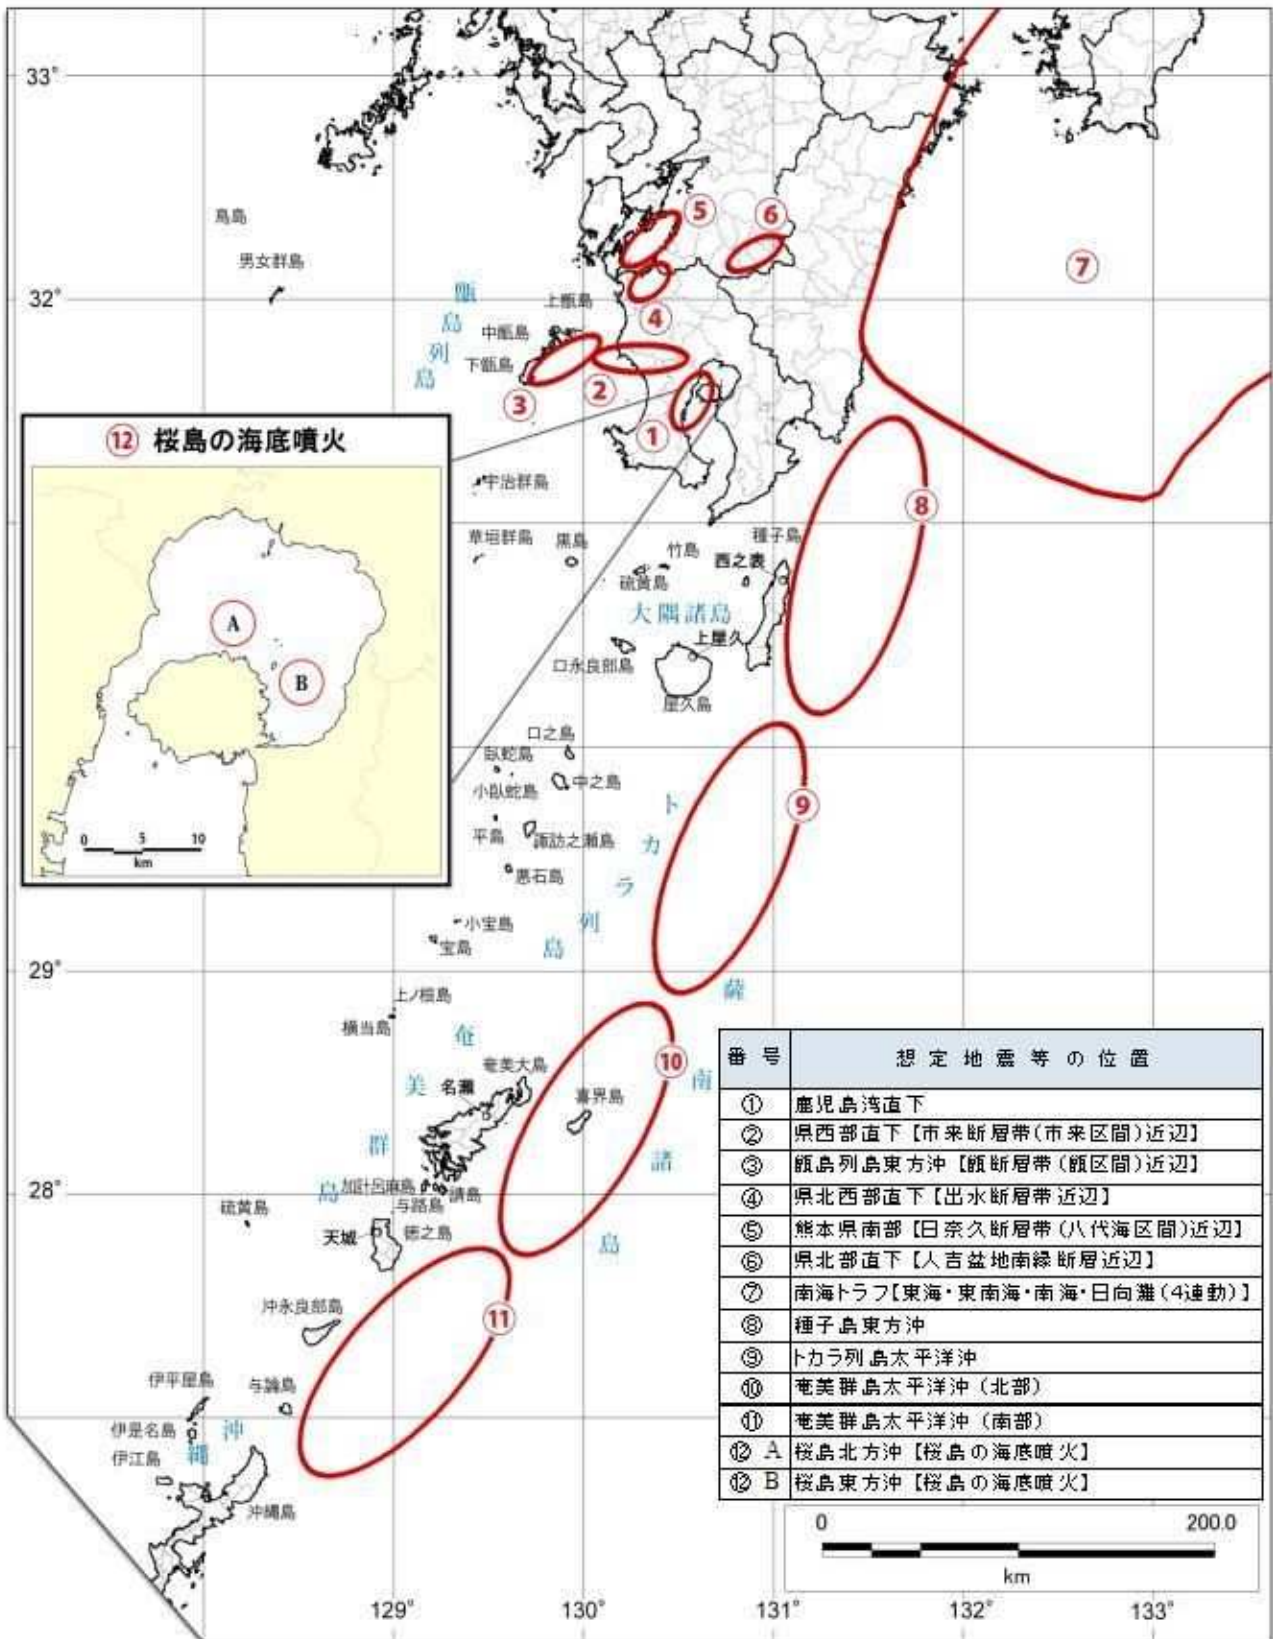 33°
32°
29°
28°
129°
130°
131°
132°
133°
鳥島
男女群島
甑島列島
上甑島
中甑島
下甑島
⑤
⑥
⑦
④
②
③
①
⑫ 桜島の海底噴火
A
B
0 5 10
km
宇治群島
草垣群島
黒島
竹島
硫黄島
種子島
西之表
⑧
大隅諸島
上屋久
口永良部島
屋久島
口之島
臥蛇島
中之島
小臥蛇島
平島
諏訪之瀬島
悪石島
小宝島
宝島
トカラ列島
⑨
薩南諸島
上ノ根島
横当島
奄美群島
奄美大島
名瀬
喜界島
⑩
加計呂麻島
請島
与路島
硫黄島
天城
徳之島
沖永良部島
⑪
伊平屋島
与論島
伊是名島
沖縄
伊江島
沖縄島
番号 想定地震等の位置
① 鹿児島湾直下
② 県西部直下【市来断層帯(市来区間)近辺】
③ 甑島列島東方沖【甑断層帯(甑区間)近辺】
④ 県北西部直下【出水断層帯近辺】
⑤ 熊本県南部【日奈久断層帯(八代海区間)近辺】
⑥ 県北部直下【人吉盆地南縁断層近辺】
⑦ 南海トラフ【東海・東南海・南海・日向灘(4連動)】
⑧ 種子島東方沖
⑨ トカラ列島太平洋沖
⑩ 奄美群島太平洋沖(北部)
⑪ 奄美群島太平洋沖(南部)
⑫ A 桜島北方沖【桜島の海底噴火】
⑫ B 桜島東方沖【桜島の海底噴火】
0 200.0
km